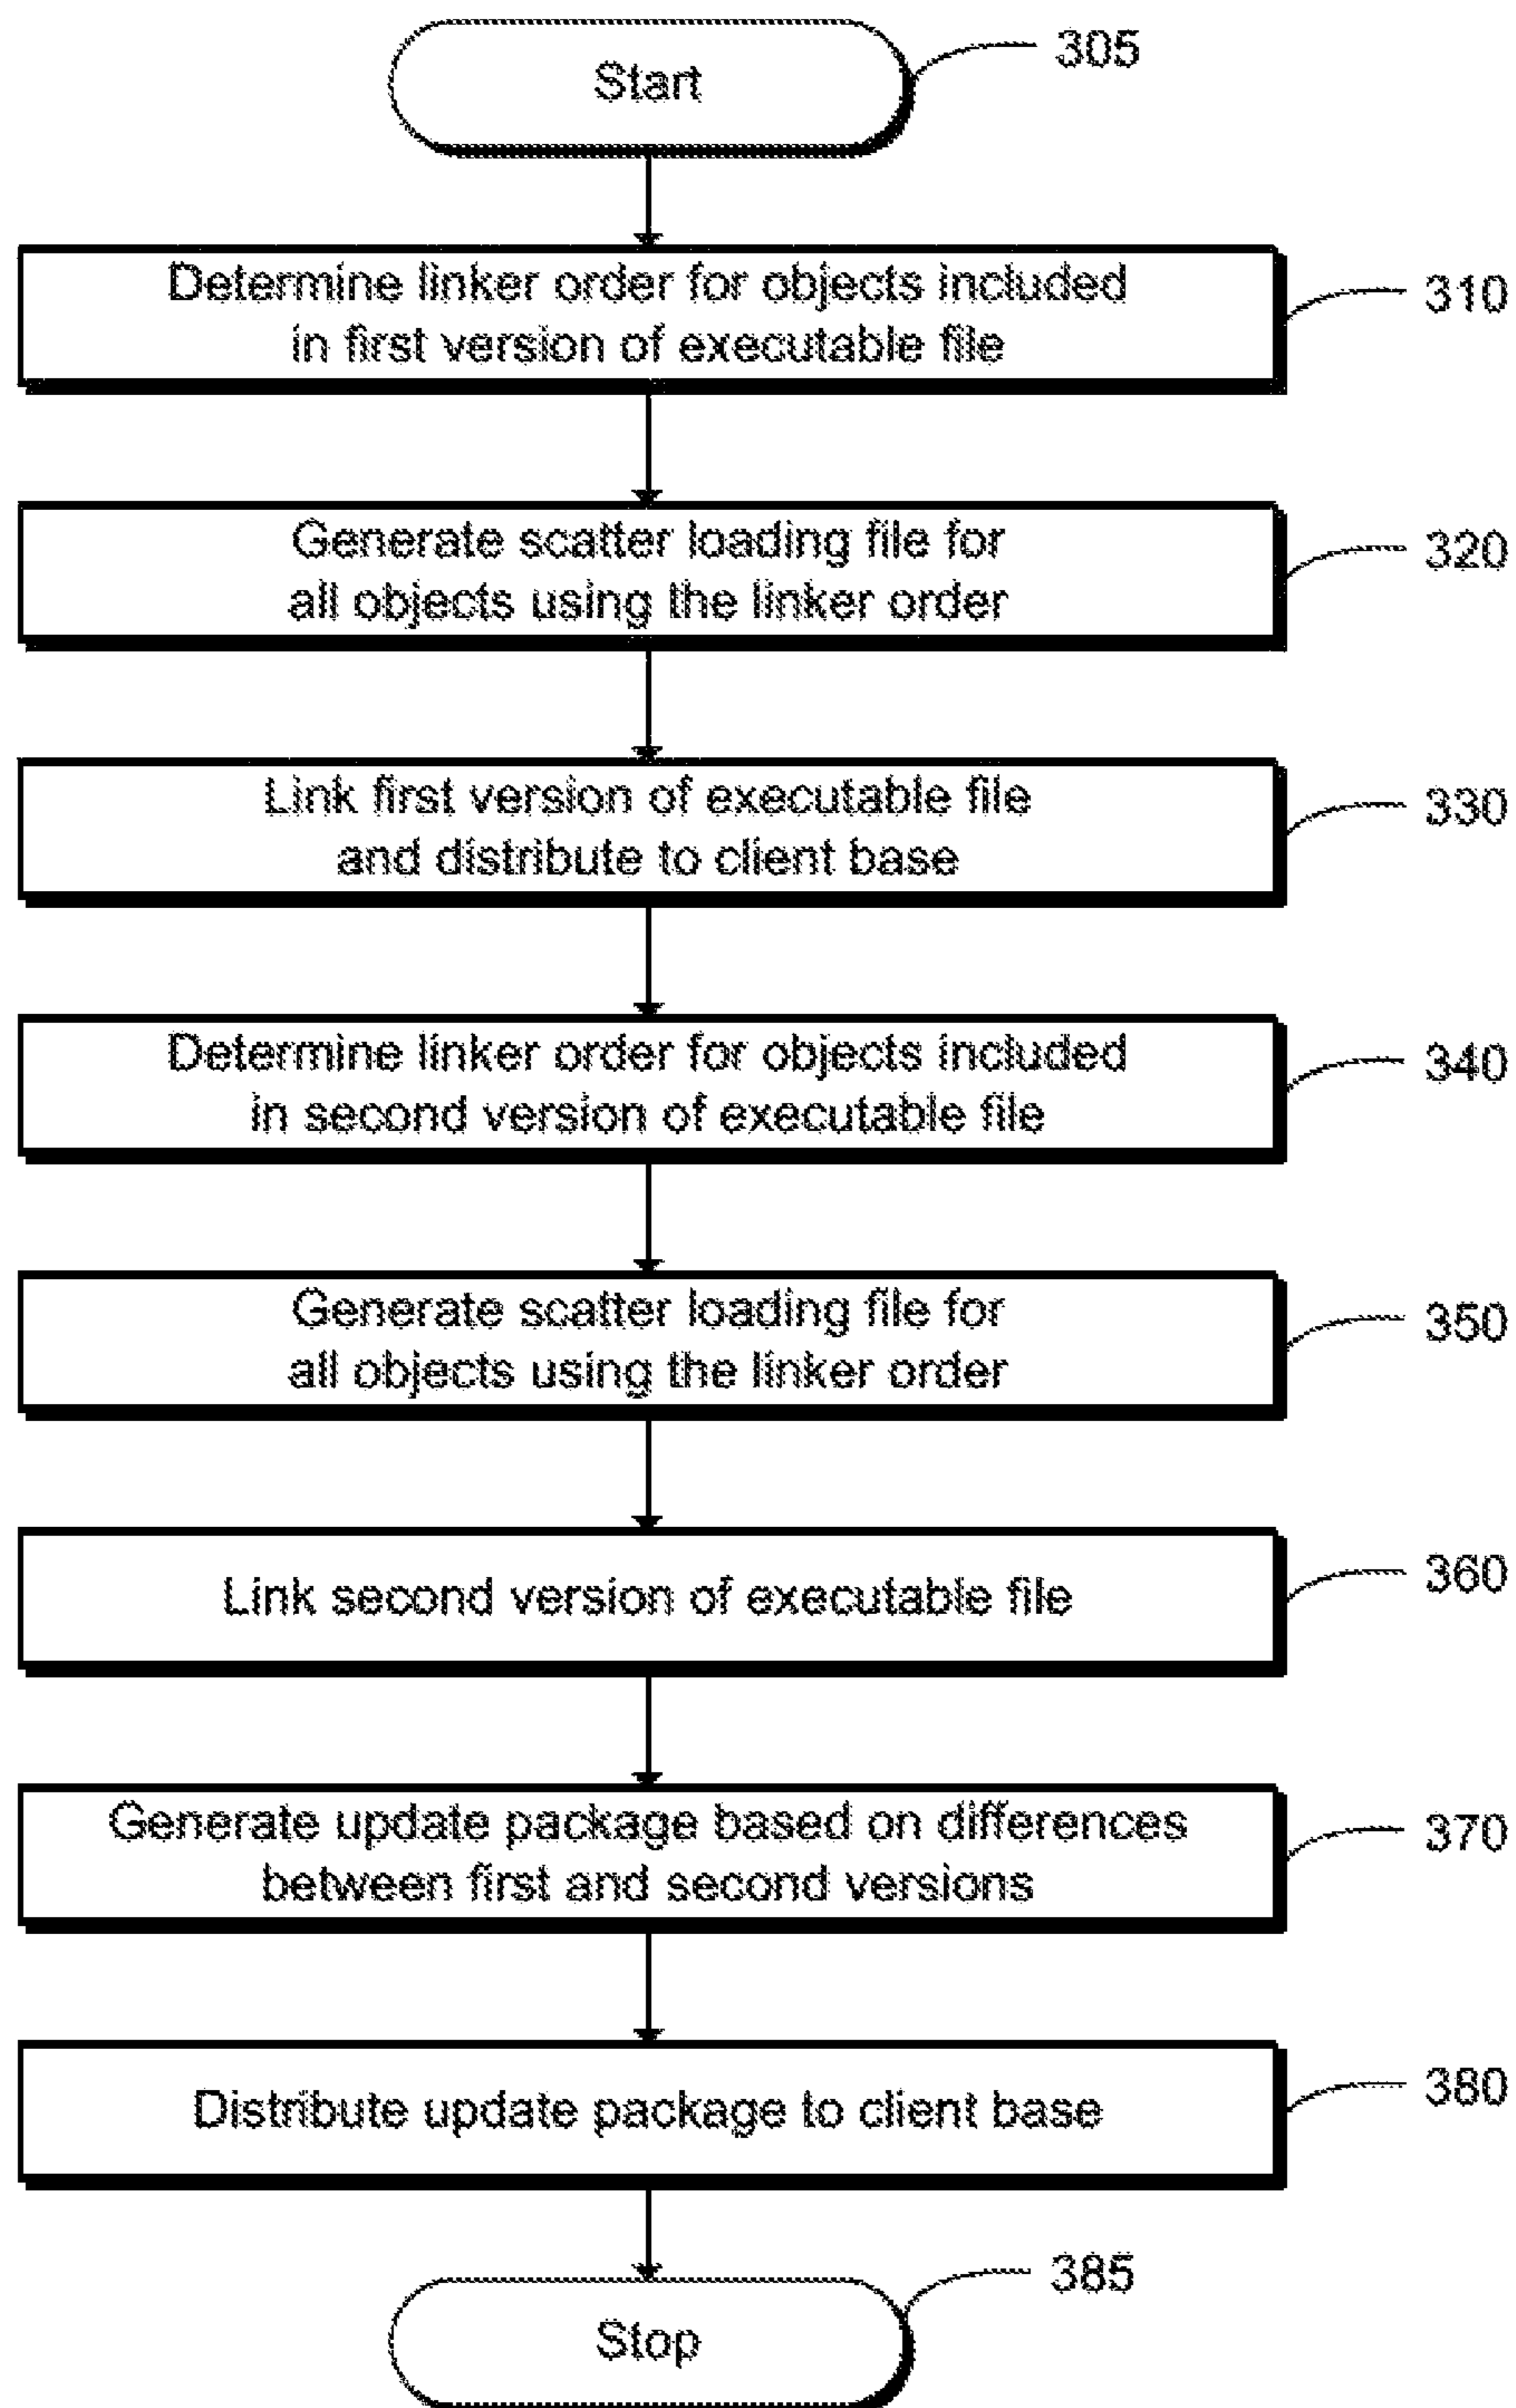 Start
305
Determine linker order for objects included
in first version of executable file
310
Generate scatter loading file for
all objects using the linker order
320
Link first version of executable file
and distribute to client base
330
Determine linker order for objects included
in second version of executable file
340
Generate scatter loading file for
all objects using the linker order
350
Link second version of executable file
360
Generate update package based on differences
between first and second versions
370
Distribute update package to client base
380
385
Stop